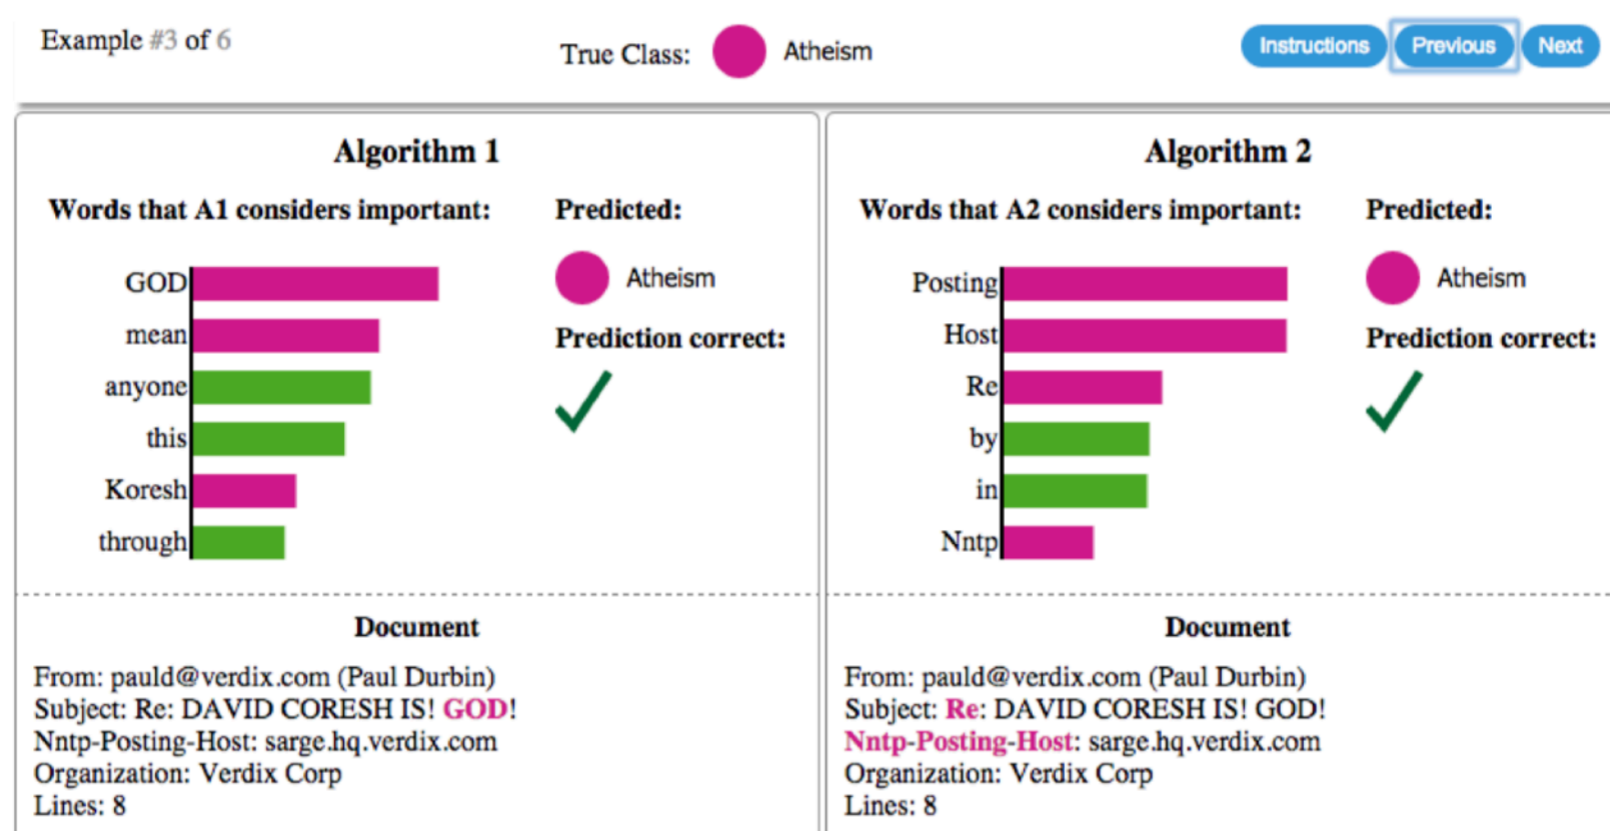 Example #3 of 6
True Class:
Atheism
Instructions
Previous
Next
Algorithm 1
Words that A1 considers important:
Predicted:
GOD
mean
anyone
this
Koresh
through
Atheism
Prediction correct:
Document
From: pauld@verdix.com (Paul Durbin)
Subject: Re: DAVID CORESH IS! GOD!
Nntp-Posting-Host: sarge.hq.verdix.com
Organization: Verdix Corp
Lines: 8
Algorithm 2
Words that A2 considers important:
Predicted:
Posting
Host
Re
by
in
Nntp
Atheism
Prediction correct:
Document
From: pauld@verdix.com (Paul Durbin)
Subject: Re: DAVID CORESH IS! GOD!
Nntp-Posting-Host: sarge.hq.verdix.com
Organization: Verdix Corp
Lines: 8